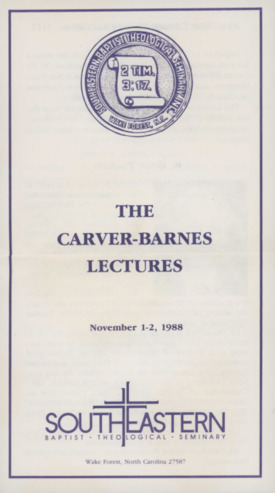 SOUTHEASTERN BAPTIST THEOLOGICAL SEMINARY, INC.
2 TIM.
3:17.
WAKE FOREST, N.C.
THE
CARVER-BARNES
LECTURES
November 1-2, 1988
SOUTHEASTERN
BAPTIST · THEOLOGICAL · SEMINARY
Wake Forest, North Carolina 27587